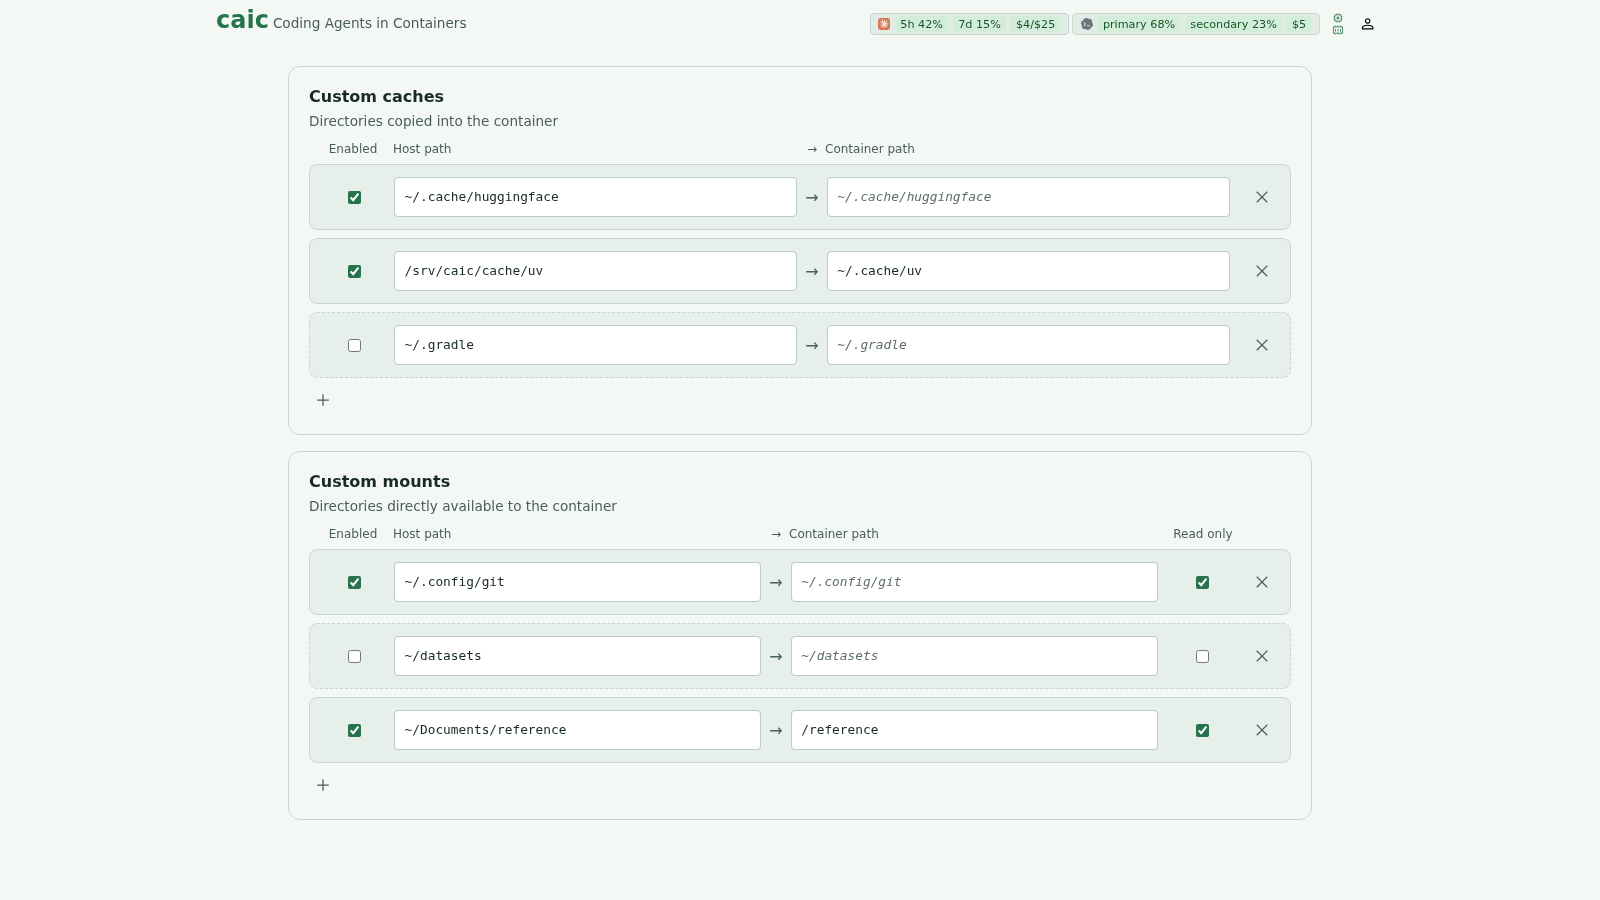 caic Coding Agents in Containers
5h 42% 7d 15% $4/$25 primary 68% secondary 23% $5
Custom caches
Directories copied into the container
Enabled Host path → Container path
~/.cache/huggingface → ~/.cache/huggingface
/srv/caic/cache/uv → ~/.cache/uv
~/.gradle → ~/.gradle
Custom mounts
Directories directly available to the container
Enabled Host path → Container path Read only
~/.config/git → ~/.config/git
~/datasets → ~/datasets
~/Documents/reference → /reference